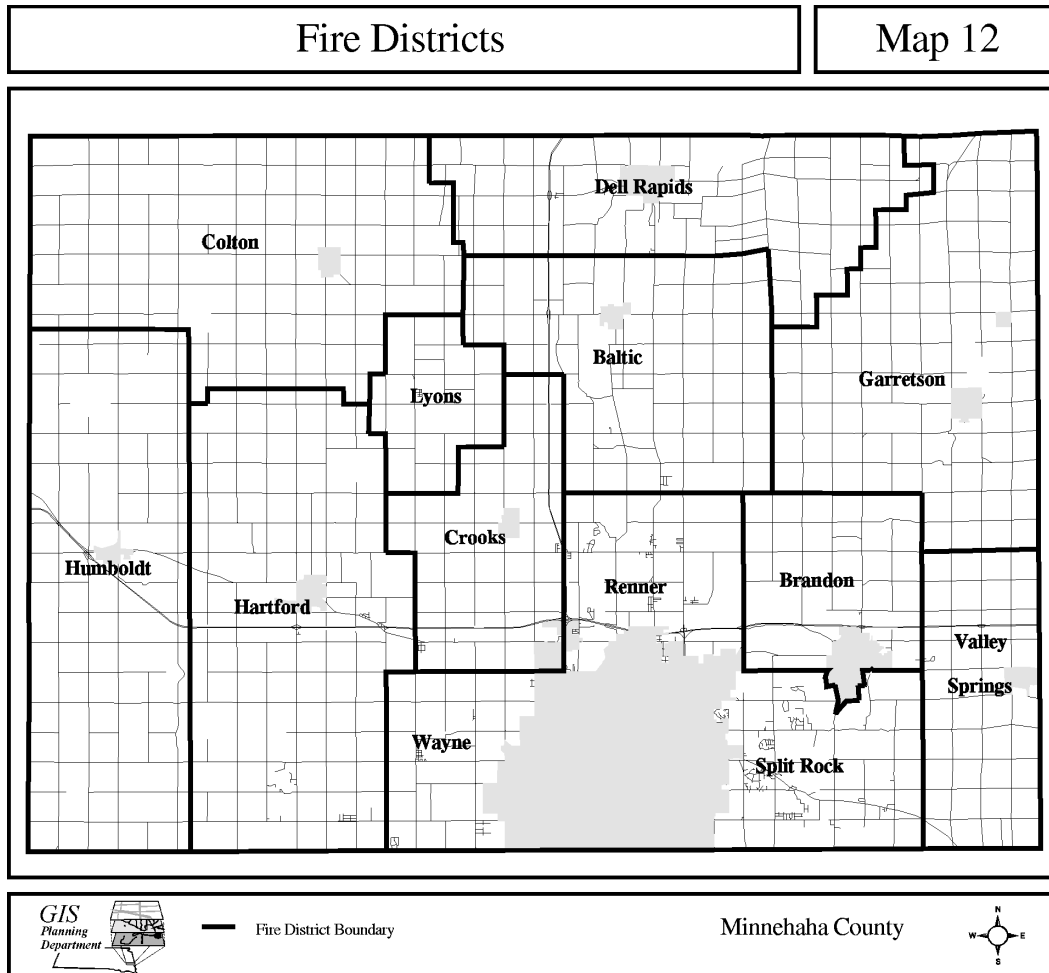 Fire Districts
Map 12
Dell Rapids
Colton
Baltic
Garretson
Lyons
Crooks
Humboldt
Hartford
Renner
Brandon
Valley
Springs
Wayne
Split Rock
GIS
Planning
Department
Fire District Boundary
Minnehaha County
N
W E
S